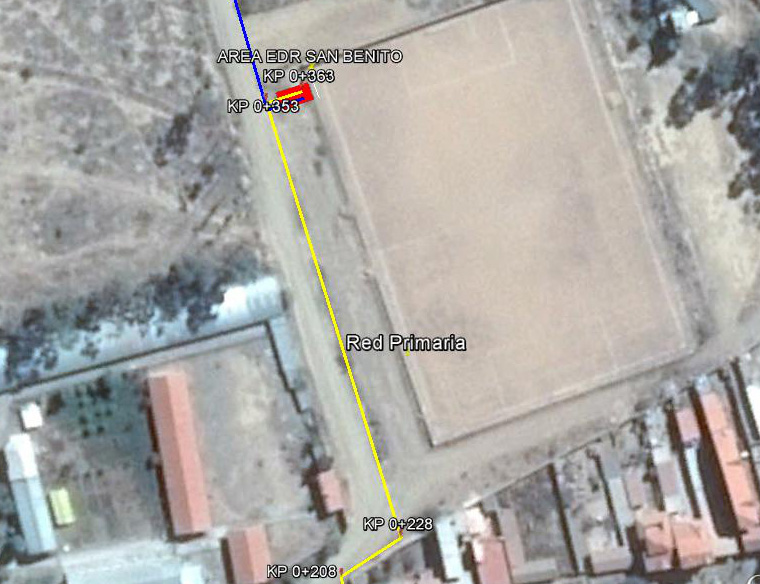 AREA EDR SAN BENITO
KP 0+363
KP 0+353
Red Primaria
KP 0+228
KP 0+208